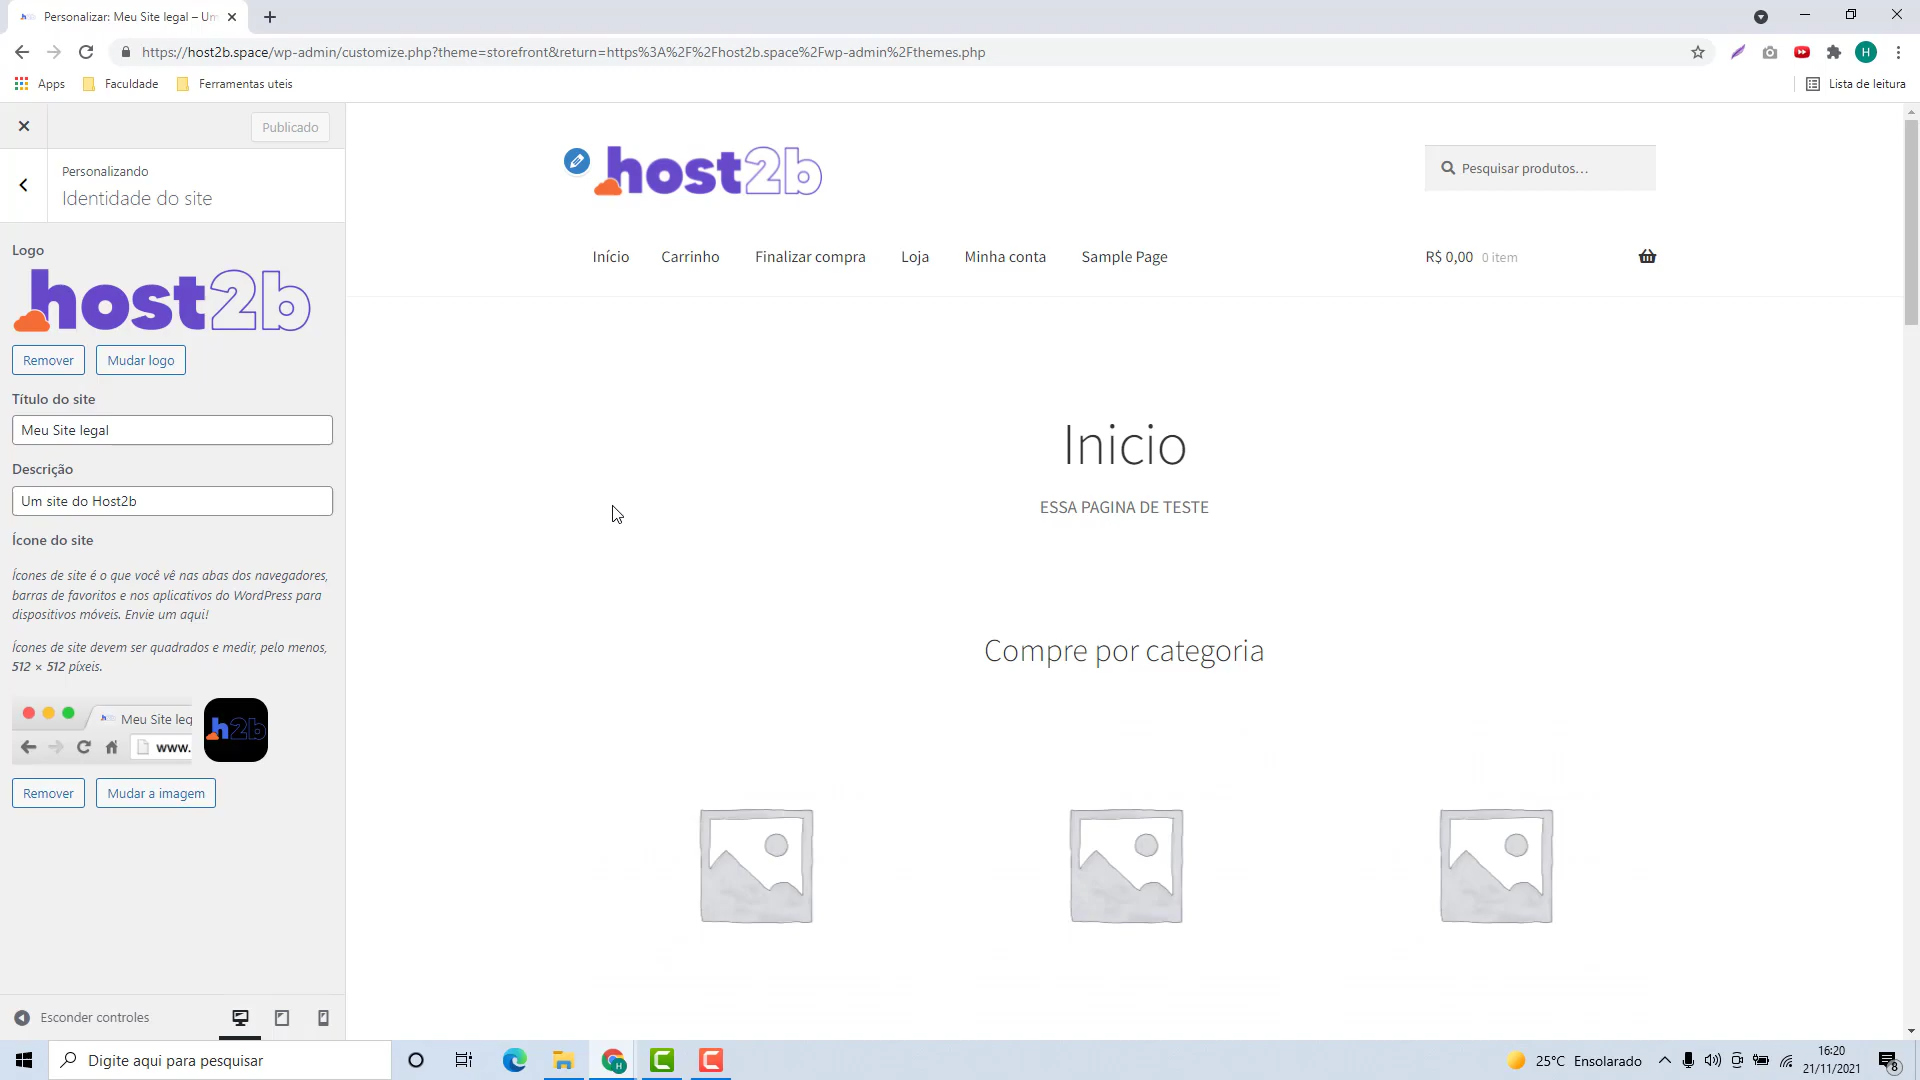 Personalizar: Meu Site legal – Um
https://host2b.space/wp-admin/customize.php?theme=storefront&return=https%3A%2F%2Fhost2b.space%2Fwp-admin%2Fthemes.php
H
Apps
Faculdade
Ferramentas uteis
Lista de leitura
Publicado
Personalizando
Identidade do site
Logo
host2b
Remover
Mudar logo
Título do site
Meu Site legal
Descrição
Um site do Host2b
Ícone do site
Ícones de site é o que você vê nas abas dos navegadores,
barras de favoritos e nos aplicativos do WordPress para
dispositivos móveis. Envie um aqui!
Ícones de site devem ser quadrados e medir, pelo menos,
512 × 512 píxeis.
Meu Site leg
www.
h2b
Remover
Mudar a imagem
Esconder controles
host2b
Pesquisar produtos…
Início
Carrinho
Finalizar compra
Loja
Minha conta
Sample Page
R$ 0,00 0 item
Inicio
ESSA PAGINA DE TESTE
Compre por categoria
Digite aqui para pesquisar
25°C Ensolarado
16:20
21/11/2021
8